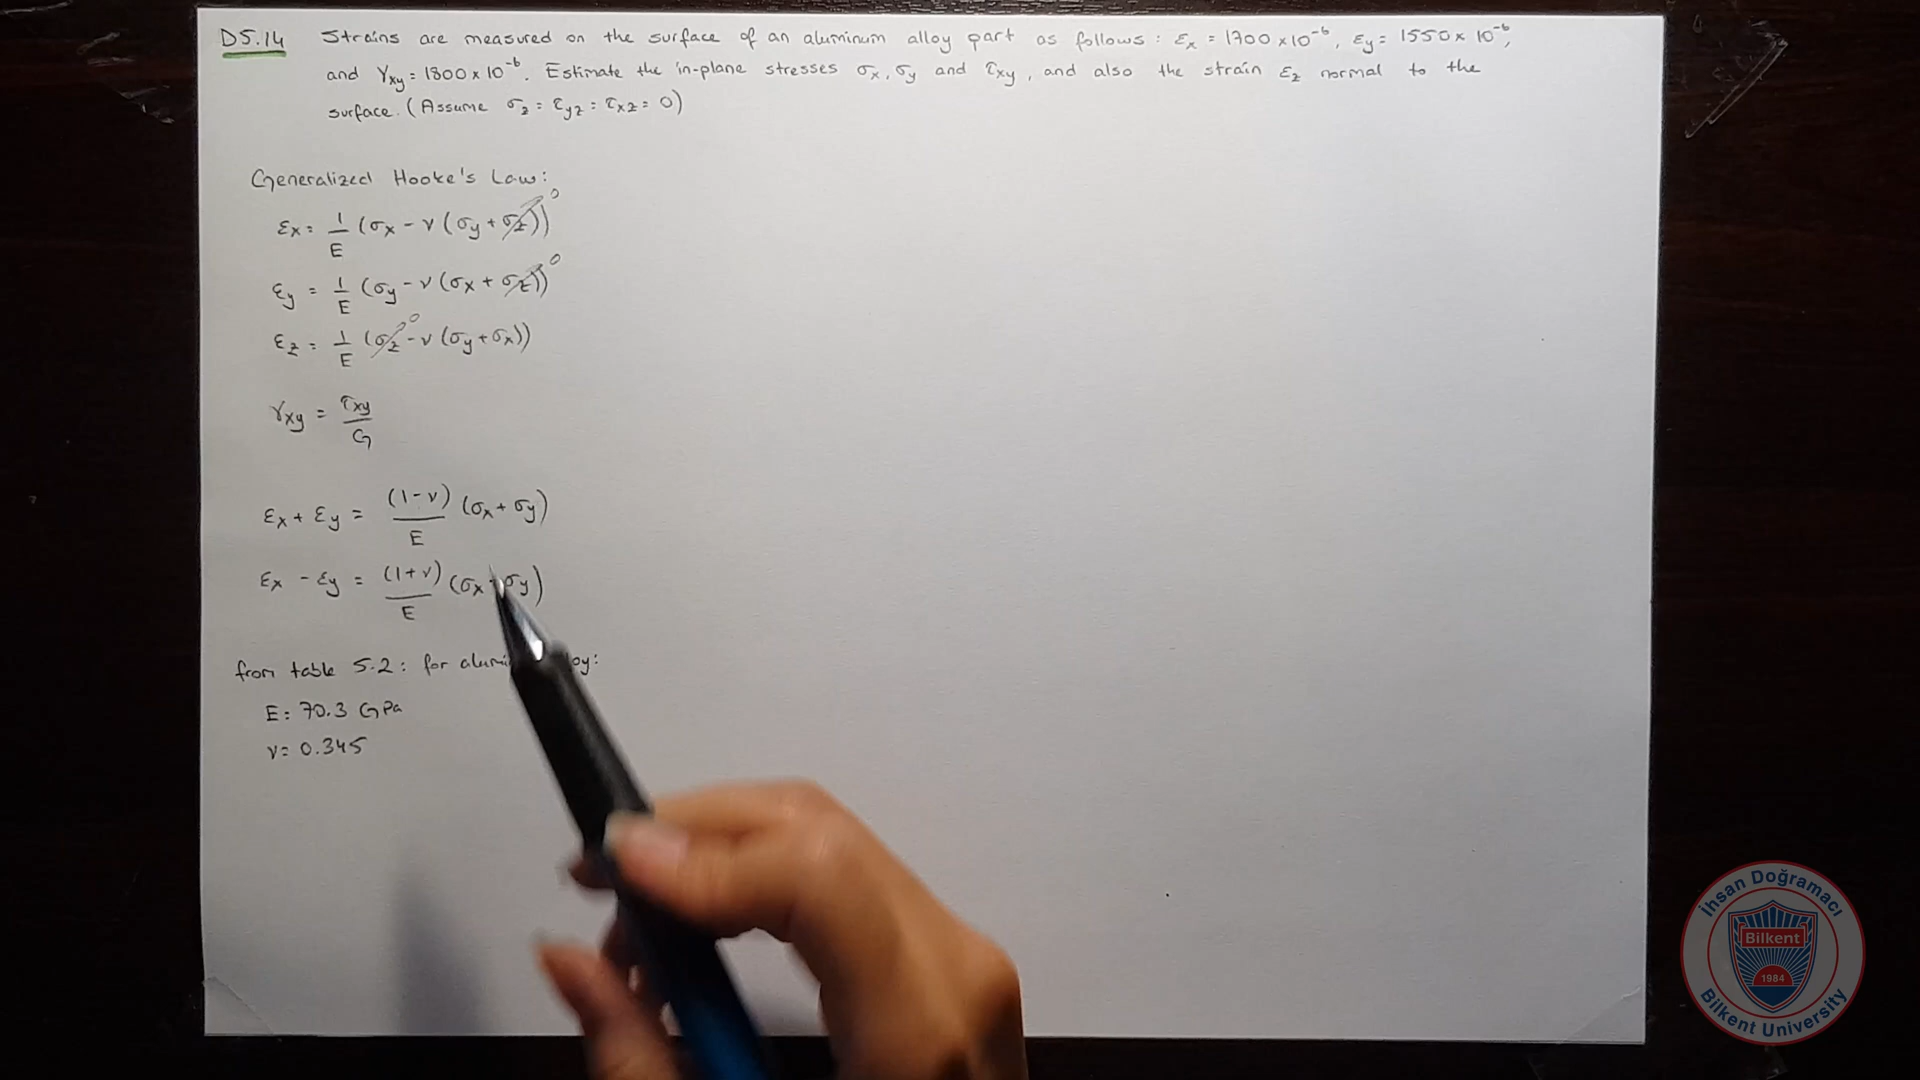 D5.14 Strains are measured on the surface of an aluminum alloy part as follows: εx = 1700 x 10⁻⁶, εy = 1550 x 10⁻⁶,
and γxy = 1800 x 10⁻⁶. Estimate the in-plane stresses σx, σy and τxy, and also the strain εz normal to the
surface. (Assume σz = τyz = τxz = 0)
Generalized Hooke's Law:
εx = 1/E (σx - ν (σy + σz)) 0
εy = 1/E (σy - ν (σx + σz)) 0
εz = 1/E (σz 0 - ν (σy + σx))
γxy = τxy/G
εx + εy = (1-ν)/E (σx + σy)
εx - εy = (1+ν)/E (σx - σy)
from table 5.2: for
E: 70.3 GPa
ν = 0.345
İhsan Doğramacı
Bilkent
1984
Bilkent University